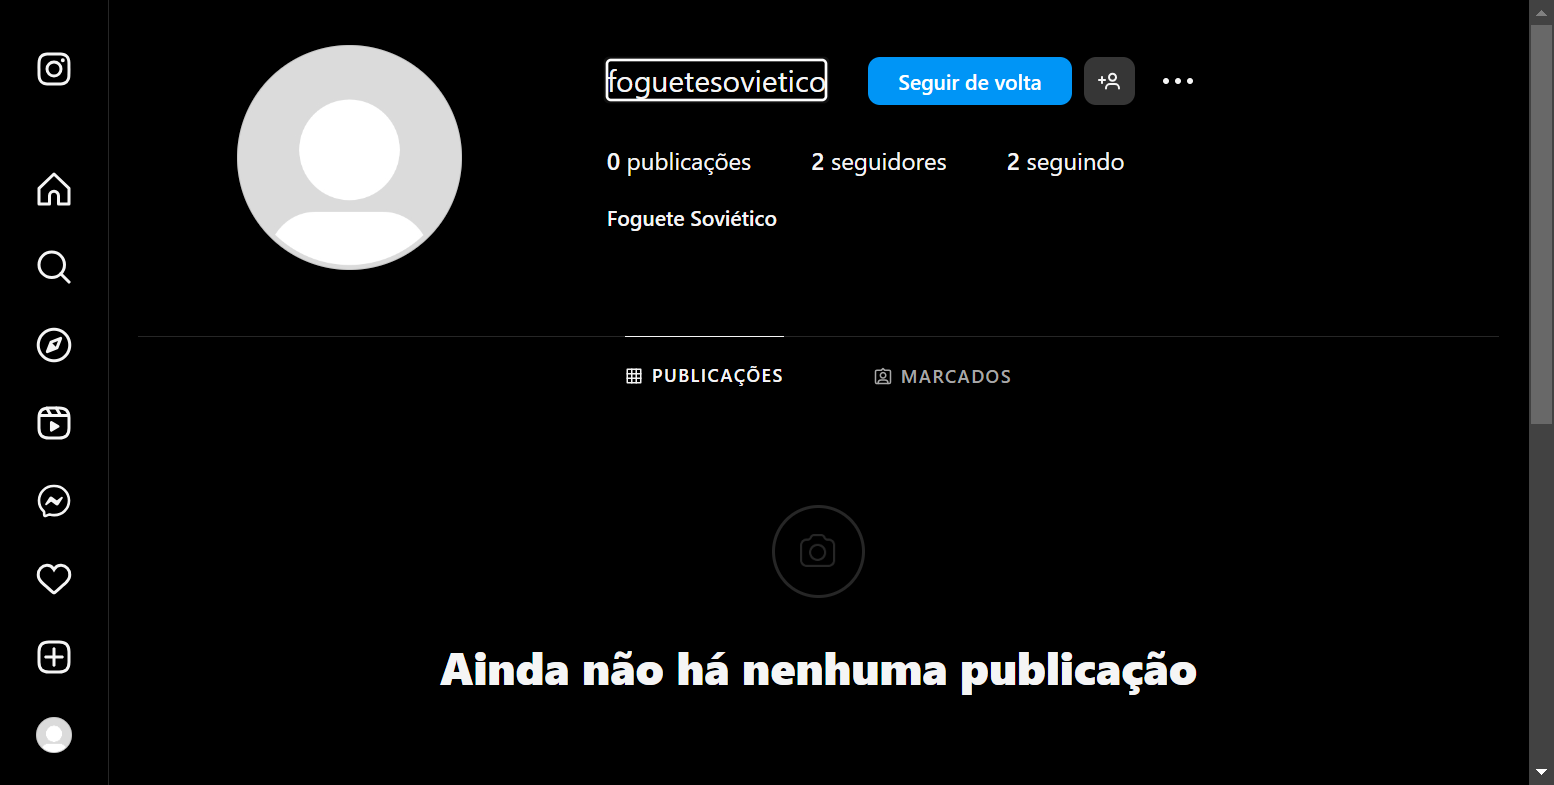 foguetesovietico
Seguir de volta
0 publicações 2 seguidores 2 seguindo
Foguete Soviético
PUBLICAÇÕES MARCADOS
Ainda não há nenhuma publicação